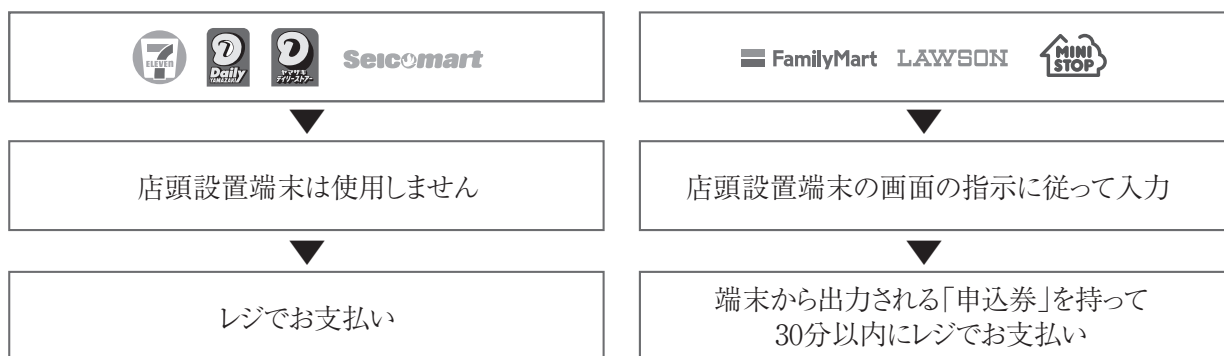 7
ELEVEN
Daily
YAMAZAKI
ヤマザキ
デイリーストアー
Seicomart
店頭設置端末は使用しません
レジでお支払い
FamilyMart
LAWSON
MINI
STOP
店頭設置端末の画面の指示に従って入力
端末から出力される「申込券」を持って
30分以内にレジでお支払い